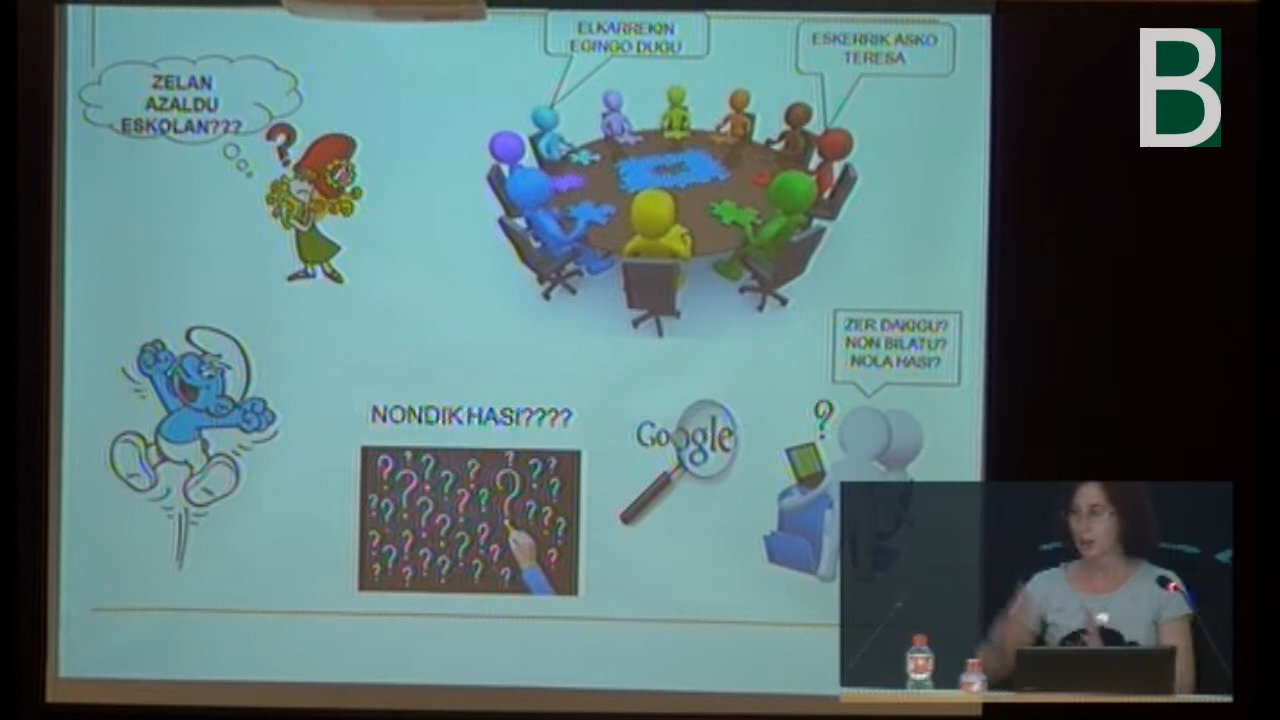 B
ELKARREKIN
EGINGO DUGU
ESKERRIK ASKO
TERESA
ZELAN
AZALDU
ESKOLAN???
?
ZER DAKIGU?
NON BILATU?
NOLA HASI?
NONDIK HASI????
Google
?